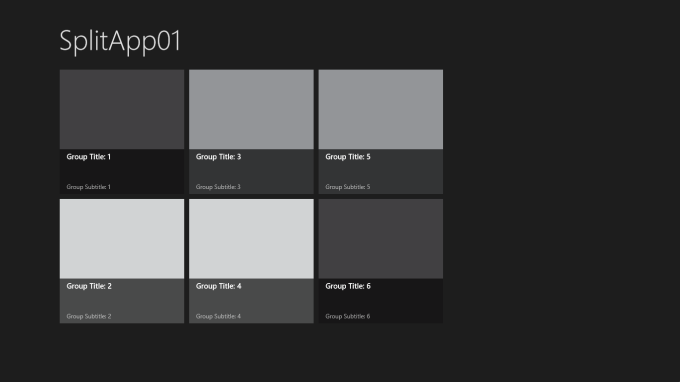 SplitApp01
Group Title: 1
Group Subtitle: 1
Group Title: 3
Group Subtitle: 3
Group Title: 5
Group Subtitle: 5
Group Title: 2
Group Subtitle: 2
Group Title: 4
Group Subtitle: 4
Group Title: 6
Group Subtitle: 6